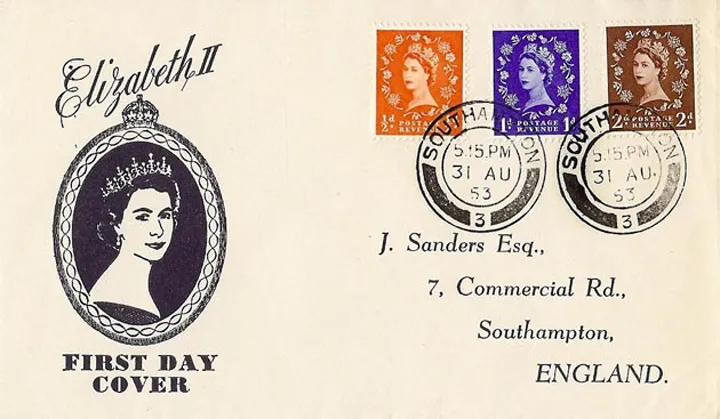 Elizabeth II
FIRST DAY
COVER
½d POSTAGE
REVENUE
1d POSTAGE 1d
REVENUE
2d POSTAGE 2d
REVENUE
SOUTHAMPTON
5.15.PM
31 AU
53
3
SOUTHAMPTON
5.15.PM
31 AU.
53
3
J. Sanders Esq.,
7, Commercial Rd.,
Southampton,
ENGLAND.